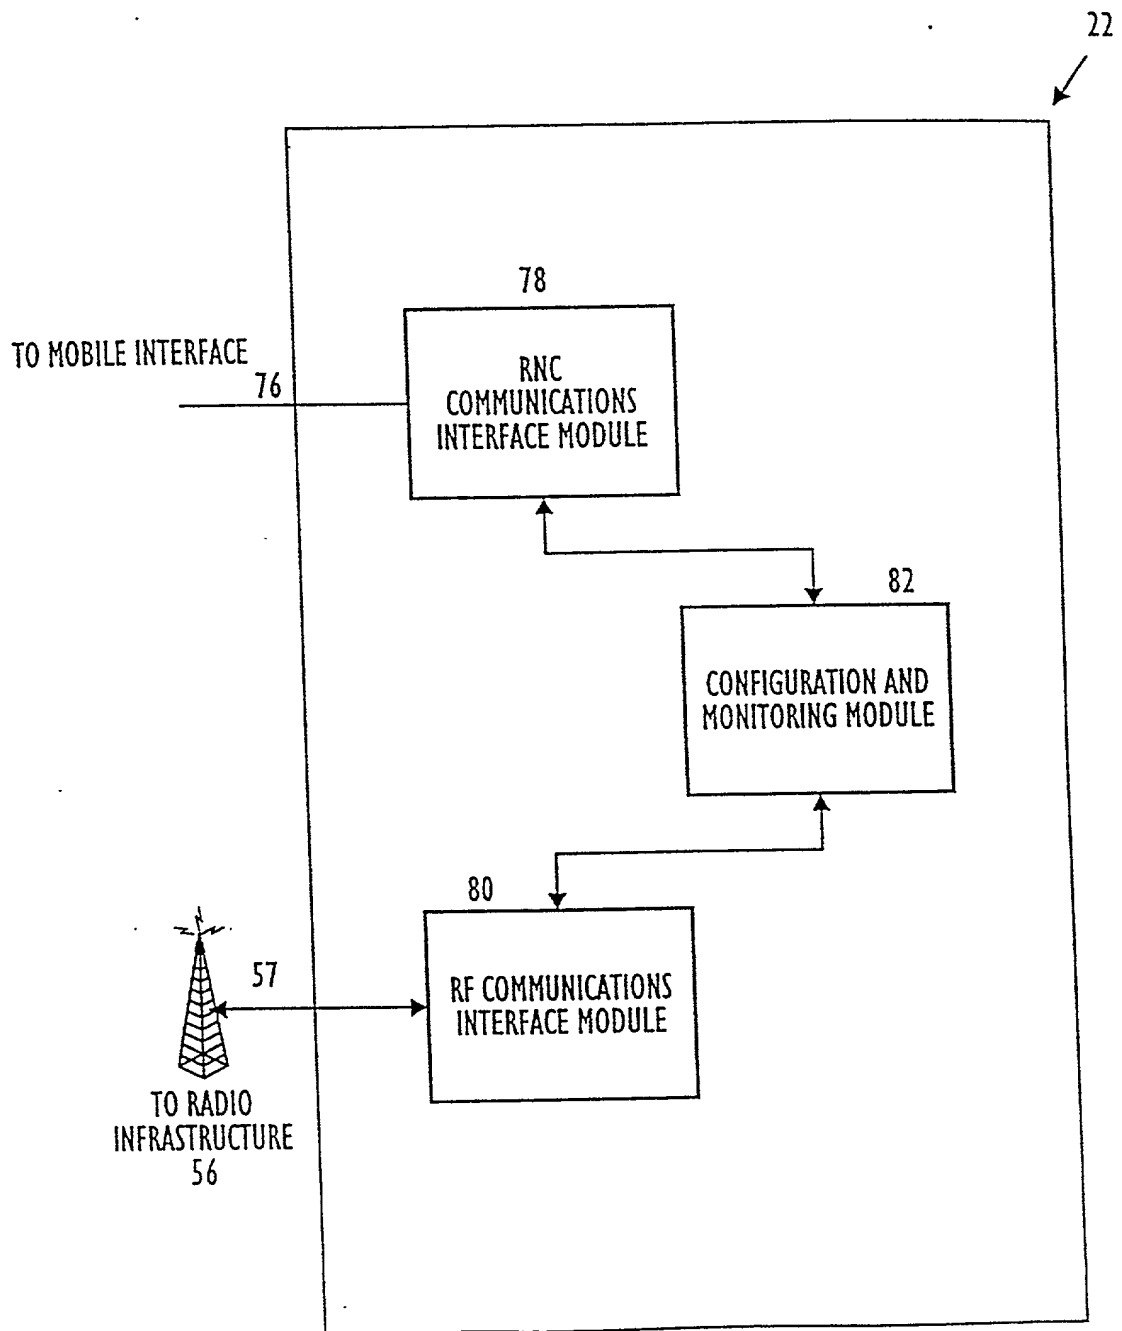 22
78
TO MOBILE INTERFACE
76
RNC
COMMUNICATIONS
INTERFACE MODULE
82
CONFIGURATION AND
MONITORING MODULE
80
57
RF COMMUNICATIONS
INTERFACE MODULE
TO RADIO
INFRASTRUCTURE
56